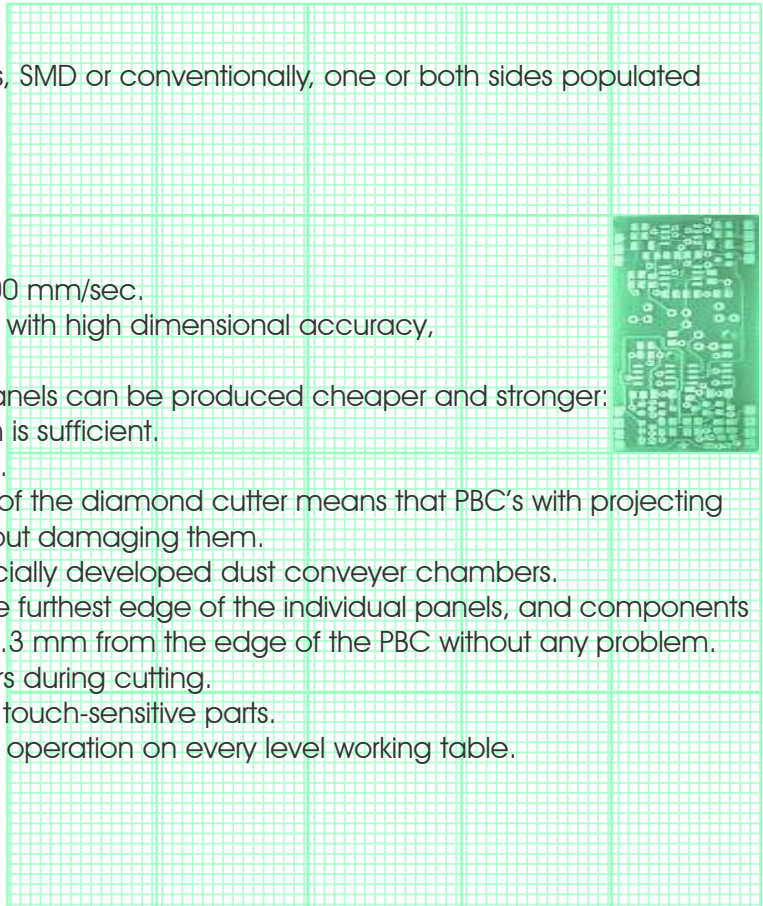 s, SMD or conventionally, one or both sides populated
00 mm/sec.
with high dimensional accuracy,
anels can be produced cheaper and stronger:
n is sufficient.
.
of the diamond cutter means that PBC's with projecting
out damaging them.
cially developed dust conveyer chambers.
e furthest edge of the individual panels, and components
.3 mm from the edge of the PBC without any problem.
rs during cutting.
touch-sensitive parts.
operation on every level working table.